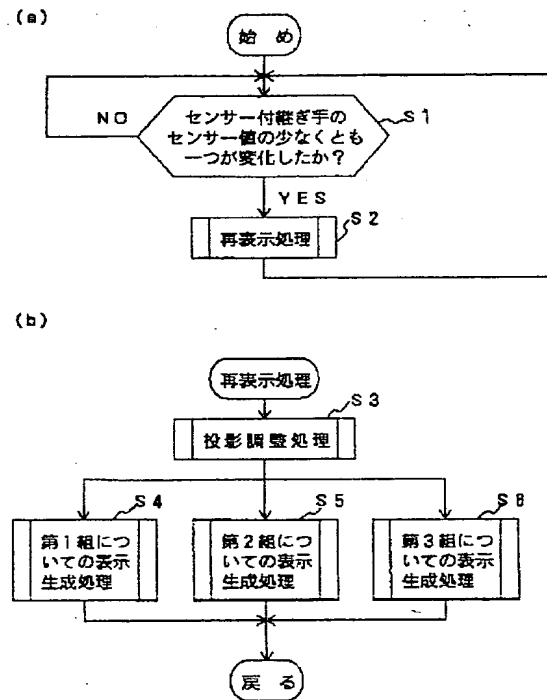 (a)
始め
NO
センサー付継ぎ手の
センサー値の少なくとも
一つが変化したか?
S1
YES
S2
再表示処理
(b)
再表示処理
S3
投影調整処理
S4
第1組につ
いての表示
生成処理
S5
第2組につ
いての表示
生成処理
S6
第3組につ
いての表示
生成処理
戻る